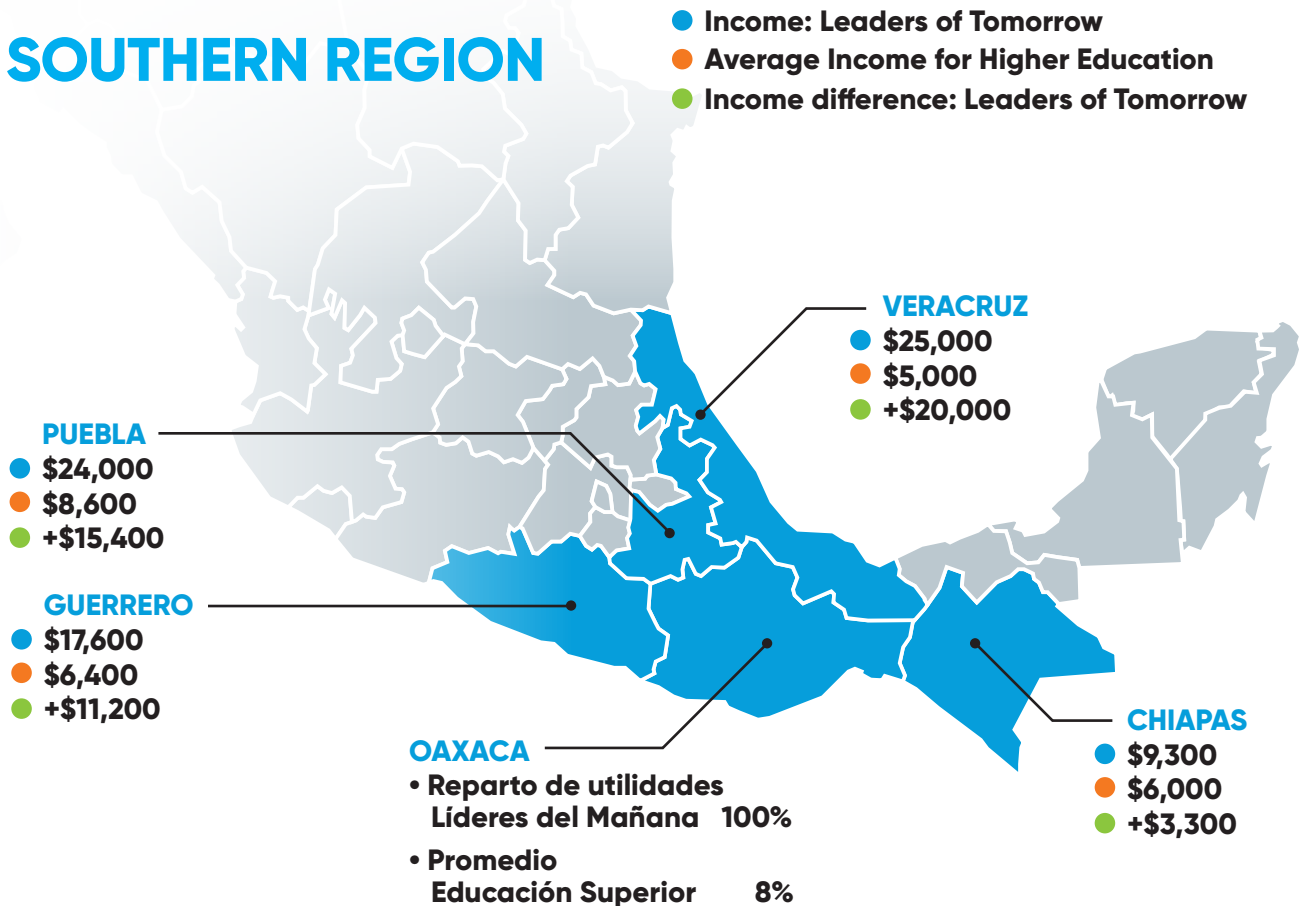 SOUTHERN REGION
Income: Leaders of Tomorrow
Average Income for Higher Education
Income difference: Leaders of Tomorrow
VERACRUZ
$25,000
$5,000
+$20,000
PUEBLA
$24,000
$8,600
+$15,400
GUERRERO
$17,600
$6,400
+$11,200
OAXACA
• Reparto de utilidades
Líderes del Mañana 100%
• Promedio
Educación Superior 8%
CHIAPAS
$9,300
$6,000
+$3,300